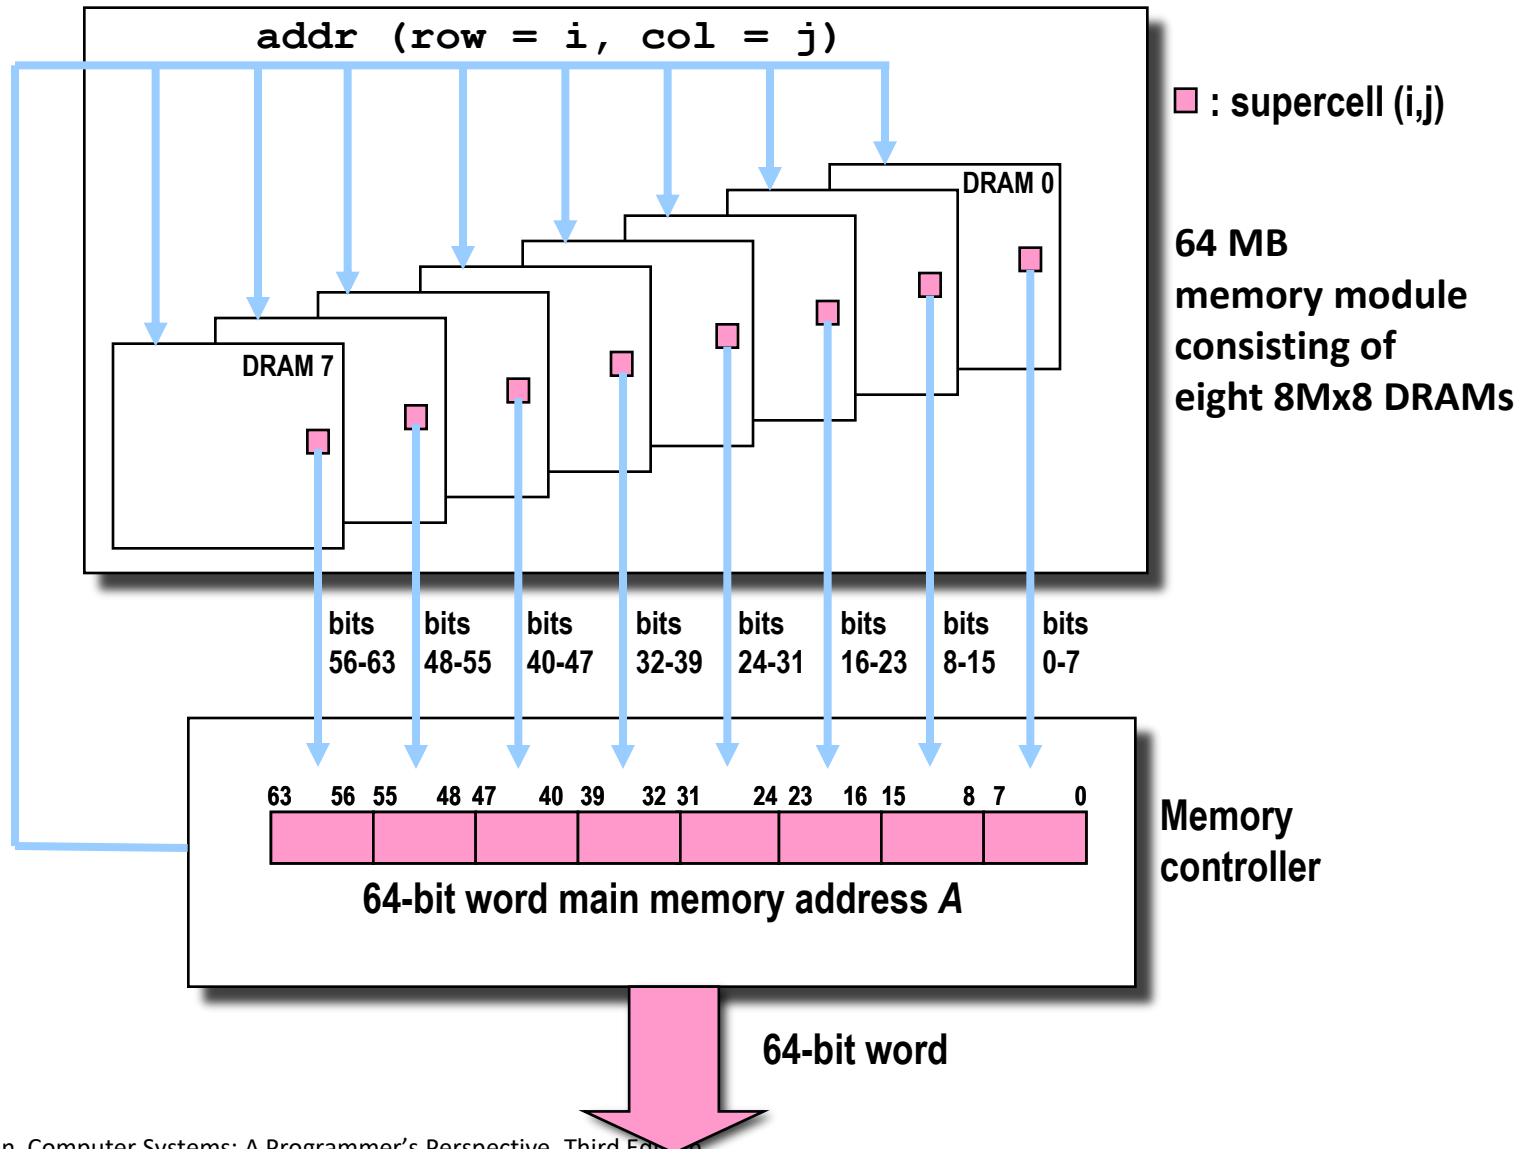 addr (row = i, col = j)
: supercell (i,j)
DRAM 0
64 MB
memory module
consisting of
eight 8Mx8 DRAMs
DRAM 7
bits
56-63
bits
48-55
bits
40-47
bits
32-39
bits
24-31
bits
16-23
bits
8-15
bits
0-7
63 56 55 48 47 40 39 32 31 24 23 16 15 8 7 0
Memory
controller
64-bit word main memory address A
64-bit word
Computer Systems: A Programmer's Perspective, Third